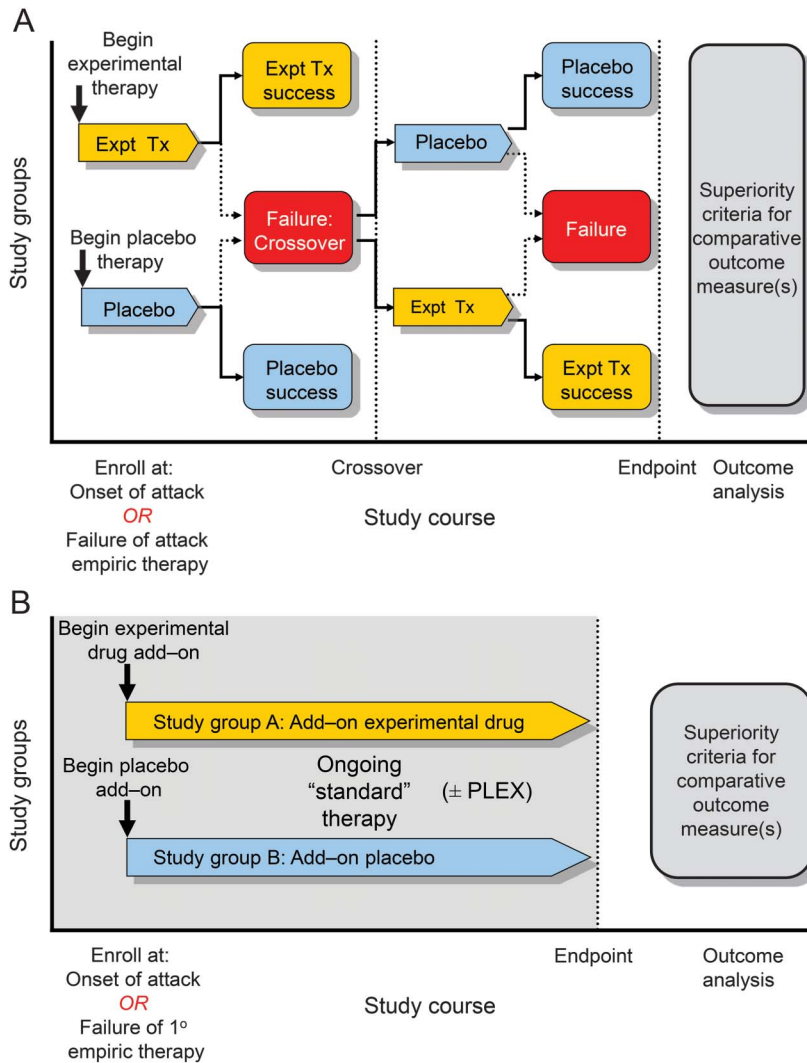 A
Begin
experimental
therapy
Expt Tx
Expt Tx
success
Placebo
Placebo
success
Study groups
Failure:
Crossover
Failure
Superiority
criteria for
comparative
outcome
measure(s)
Begin placebo
therapy
Placebo
Placebo
success
Expt Tx
Expt Tx
success
Enroll at:
Onset of attack
OR
Failure of attack
empiric therapy
Crossover
Study course
Endpoint
Outcome
analysis
B
Begin experimental
drug add–on
Study group A: Add–on experimental drug
Study groups
Begin placebo
add–on
Ongoing
“standard”
therapy
(± PLEX)
Study group B: Add–on placebo
Superiority
criteria for
comparative
outcome
measure(s)
Enroll at:
Onset of attack
OR
Failure of 1º
empiric therapy
Study course
Endpoint
Outcome
analysis